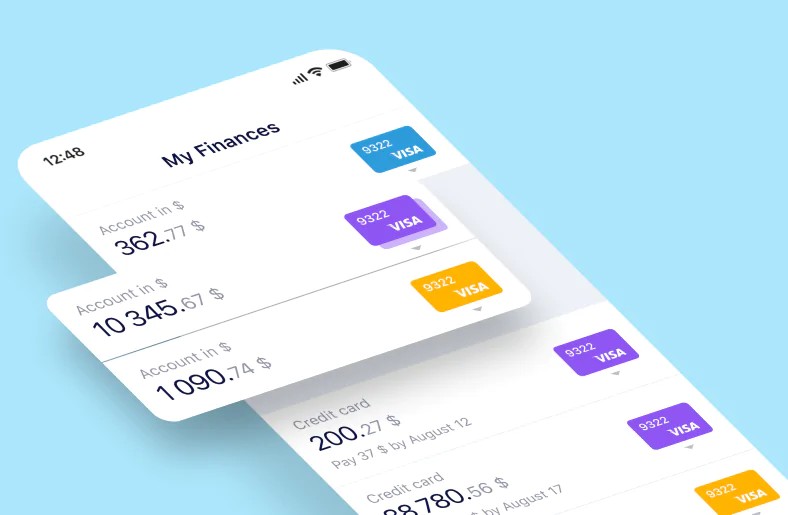 12:48
My Finances
Account in $
362.77 $
9322
VISA
Account in $
10 345.67 $
9322
VISA
Account in $
1 090.74 $
9322
VISA
Credit card
200.27 $
Pay 37 $ by August 12
9322
VISA
Credit card
780.56 $
$ by August 17
9322
VISA
9322
VISA